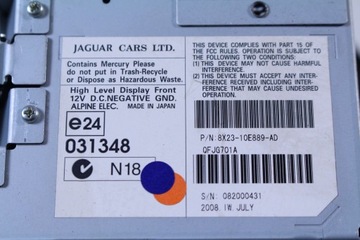 JAGUAR CARS LTD.
Contains Mercury Please
do not put in Trash-Recycle
or Dispose as Hazardous Waste.
High Level Display Front
12V D.C.NEGATIVE GND.
ALPINE ELEC. MADE IN JAPAN
e24
031348
N18
THIS DEVICE COMPLIES WITH PART 15 OF
THE FCC RULES. OPERATION IS SUBJECT TO
THE FOLLOWING TWO CONDITIONS:
(1) THIS DEVICE MAY NOT CAUSE HARMFUL
INTERFERENCE.
(2) THIS DEVICE MUST ACCEPT ANY INTER-
FERENCE RECEIVED INCLUDING INTER-
FERENCE THAT MAY CAUSE
UNDESIRED OPERATION.
P/N:8X23-10E889-AD
QFJG701A
S/N: 082000431
2008 IW.JULY